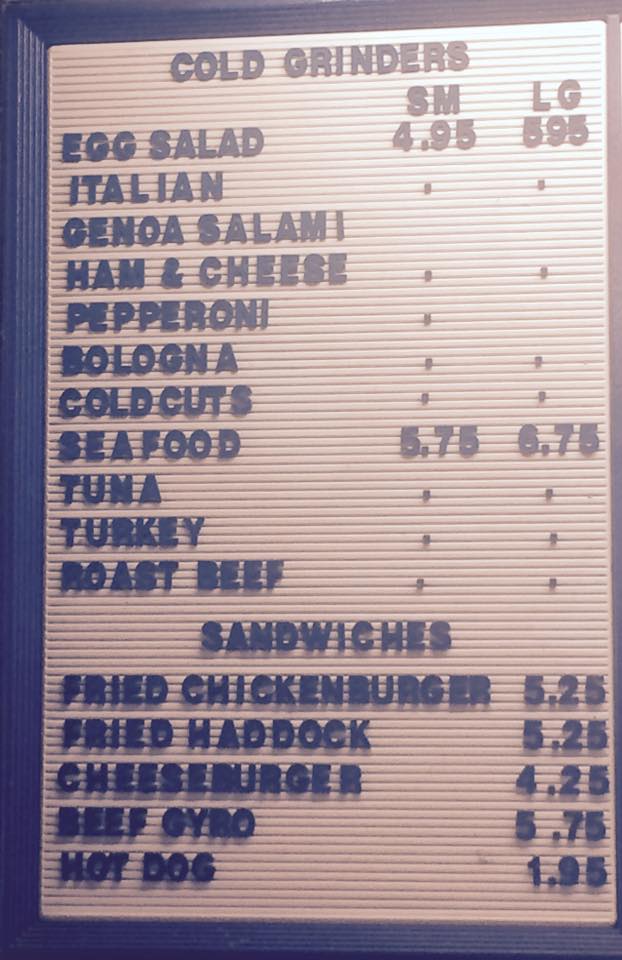 COLD GRINDERS
SM LG
EGG SALAD 4.95 595
ITALIAN . .
GENOA SALAMI
HAM & CHEESE . .
PEPPERONI .
BOLOGNA . .
COLDCUTS . .
SEAFOOD 5.75 6.75
TUNA . .
TURKEY . .
ROAST BEEF . .
SANDWICHES
FRIED CHICKENBURGER 5.25
FRIED HADDOCK 5.25
CHEESEBURGER 4.25
BEEF GYRO 5.75
HOT DOG 1.95